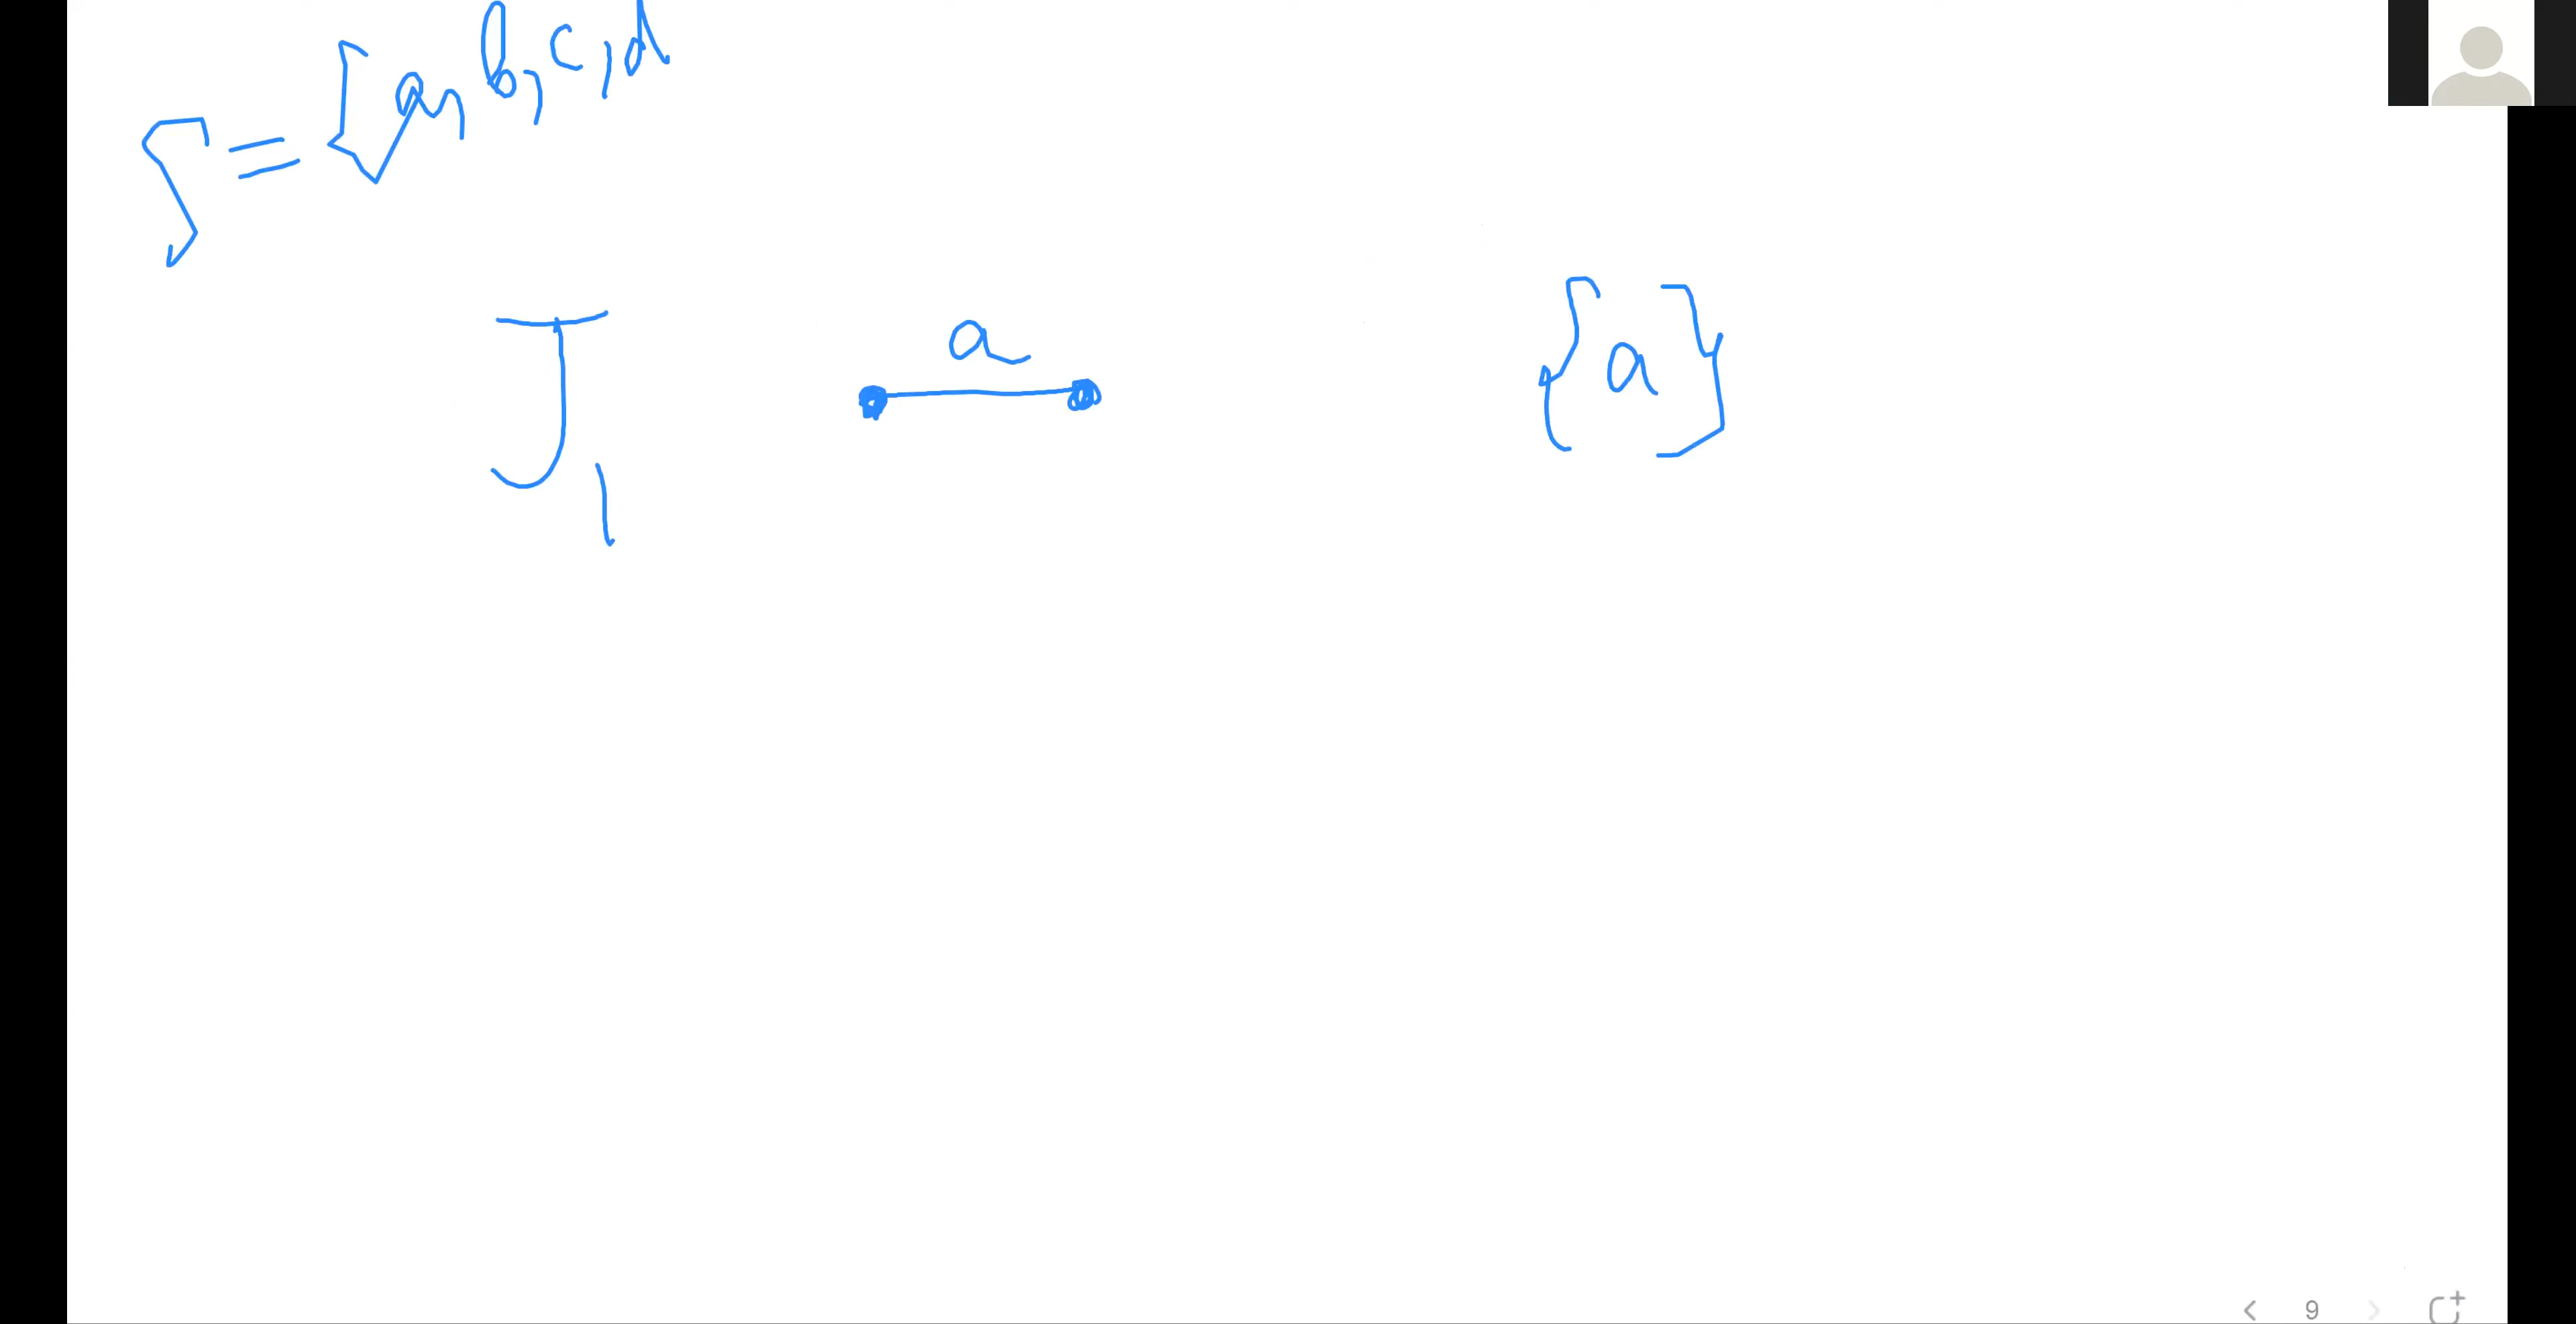 S = {a, b, c, d
J1 a {a}
9